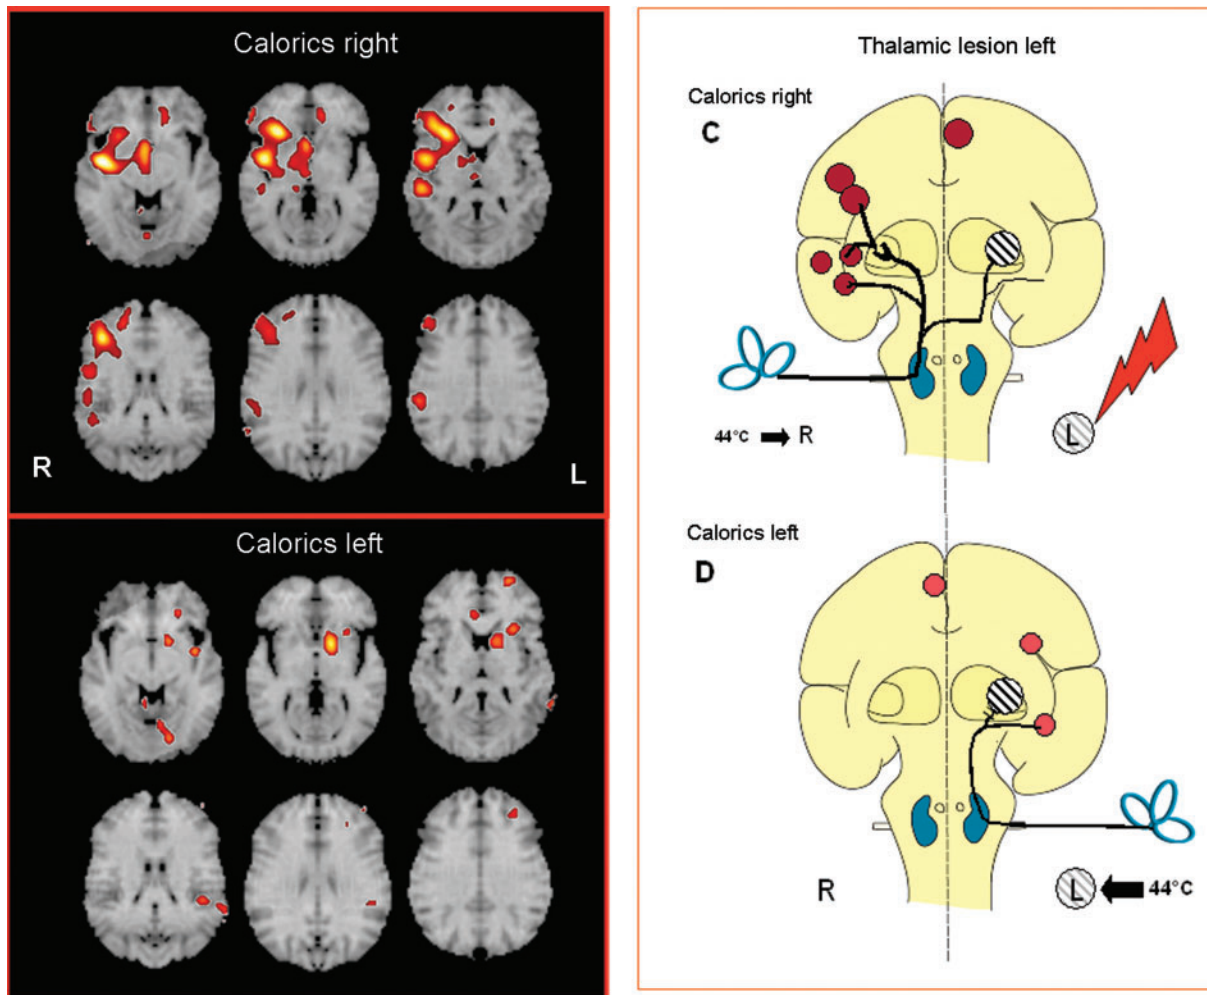 Calorics right
R
L
Calorics left
Thalamic lesion left
Calorics right
C
44°C R
L
Calorics left
D
R
L 44°C